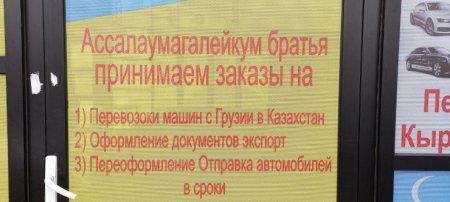 Ассалаумагалейкум братья
принимаем заказы на
1) Перевозоки машин с Грузии в Казахстан
2) Оформление документов экспорт
3) Переоформление Отправка автомобилей
в сроки